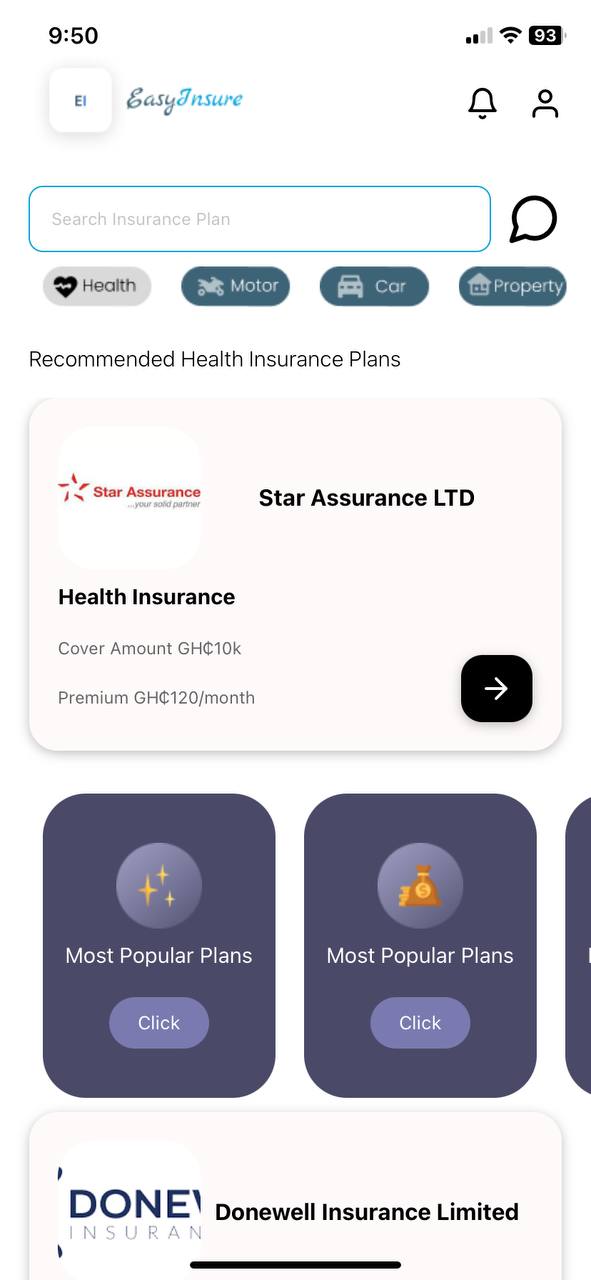 9:50
93
EI
EasyInsure
Search Insurance Plan
Health
Motor
Car
Property
Recommended Health Insurance Plans
Star Assurance
...your solid partner
Star Assurance LTD
Health Insurance
Cover Amount GH₵10k
Premium GH₵120/month
Most Popular Plans
Most Popular Plans
Click
Click
DONEW
INSURAN
Donewell Insurance Limited